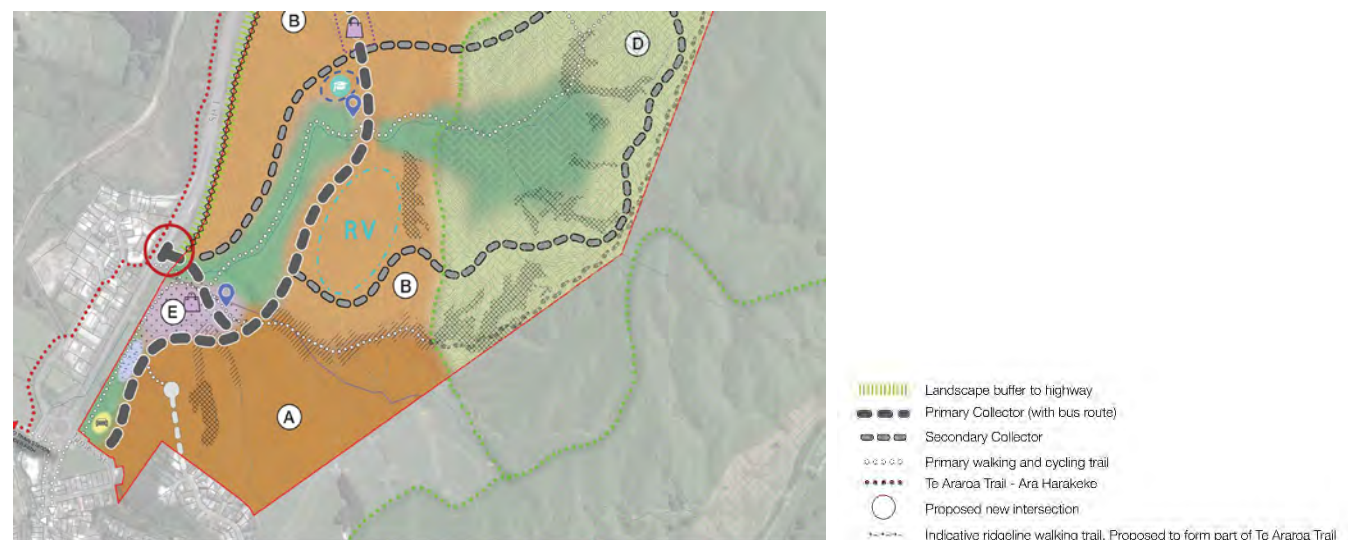 B
D
RV
B
E
A
Landscape buffer to highway
Primary Collector (with bus route)
Secondary Collector
Primary walking and cycling trail
Te Araroa Trail - Ara Harakeke
Proposed new intersection
Indicative ridgeline walking trail. Proposed to form part of Te Araroa Trail